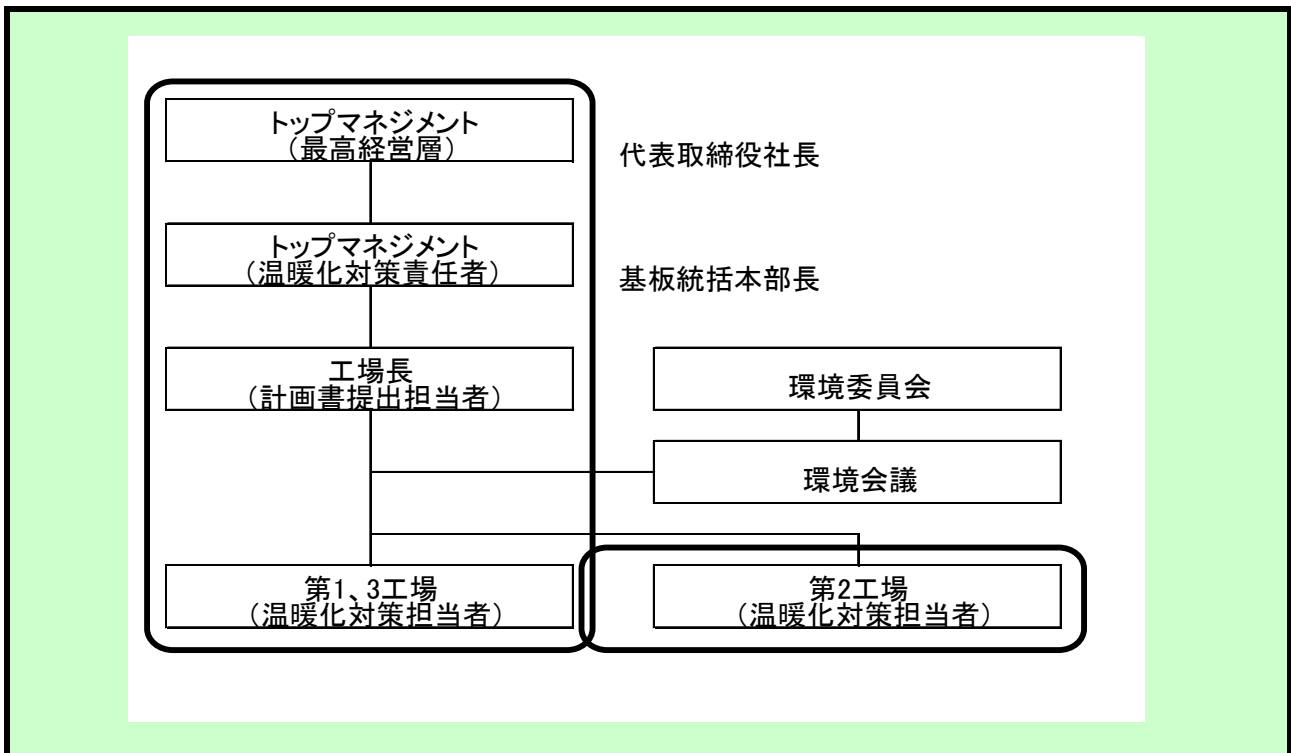 トップマネジメント
（最高経営層）
代表取締役社長
トップマネジメント
（温暖化対策責任者）
基板統括本部長
工場長
（計画書提出担当者）
環境委員会
環境会議
第1、3工場
（温暖化対策担当者）
第2工場
（温暖化対策担当者）